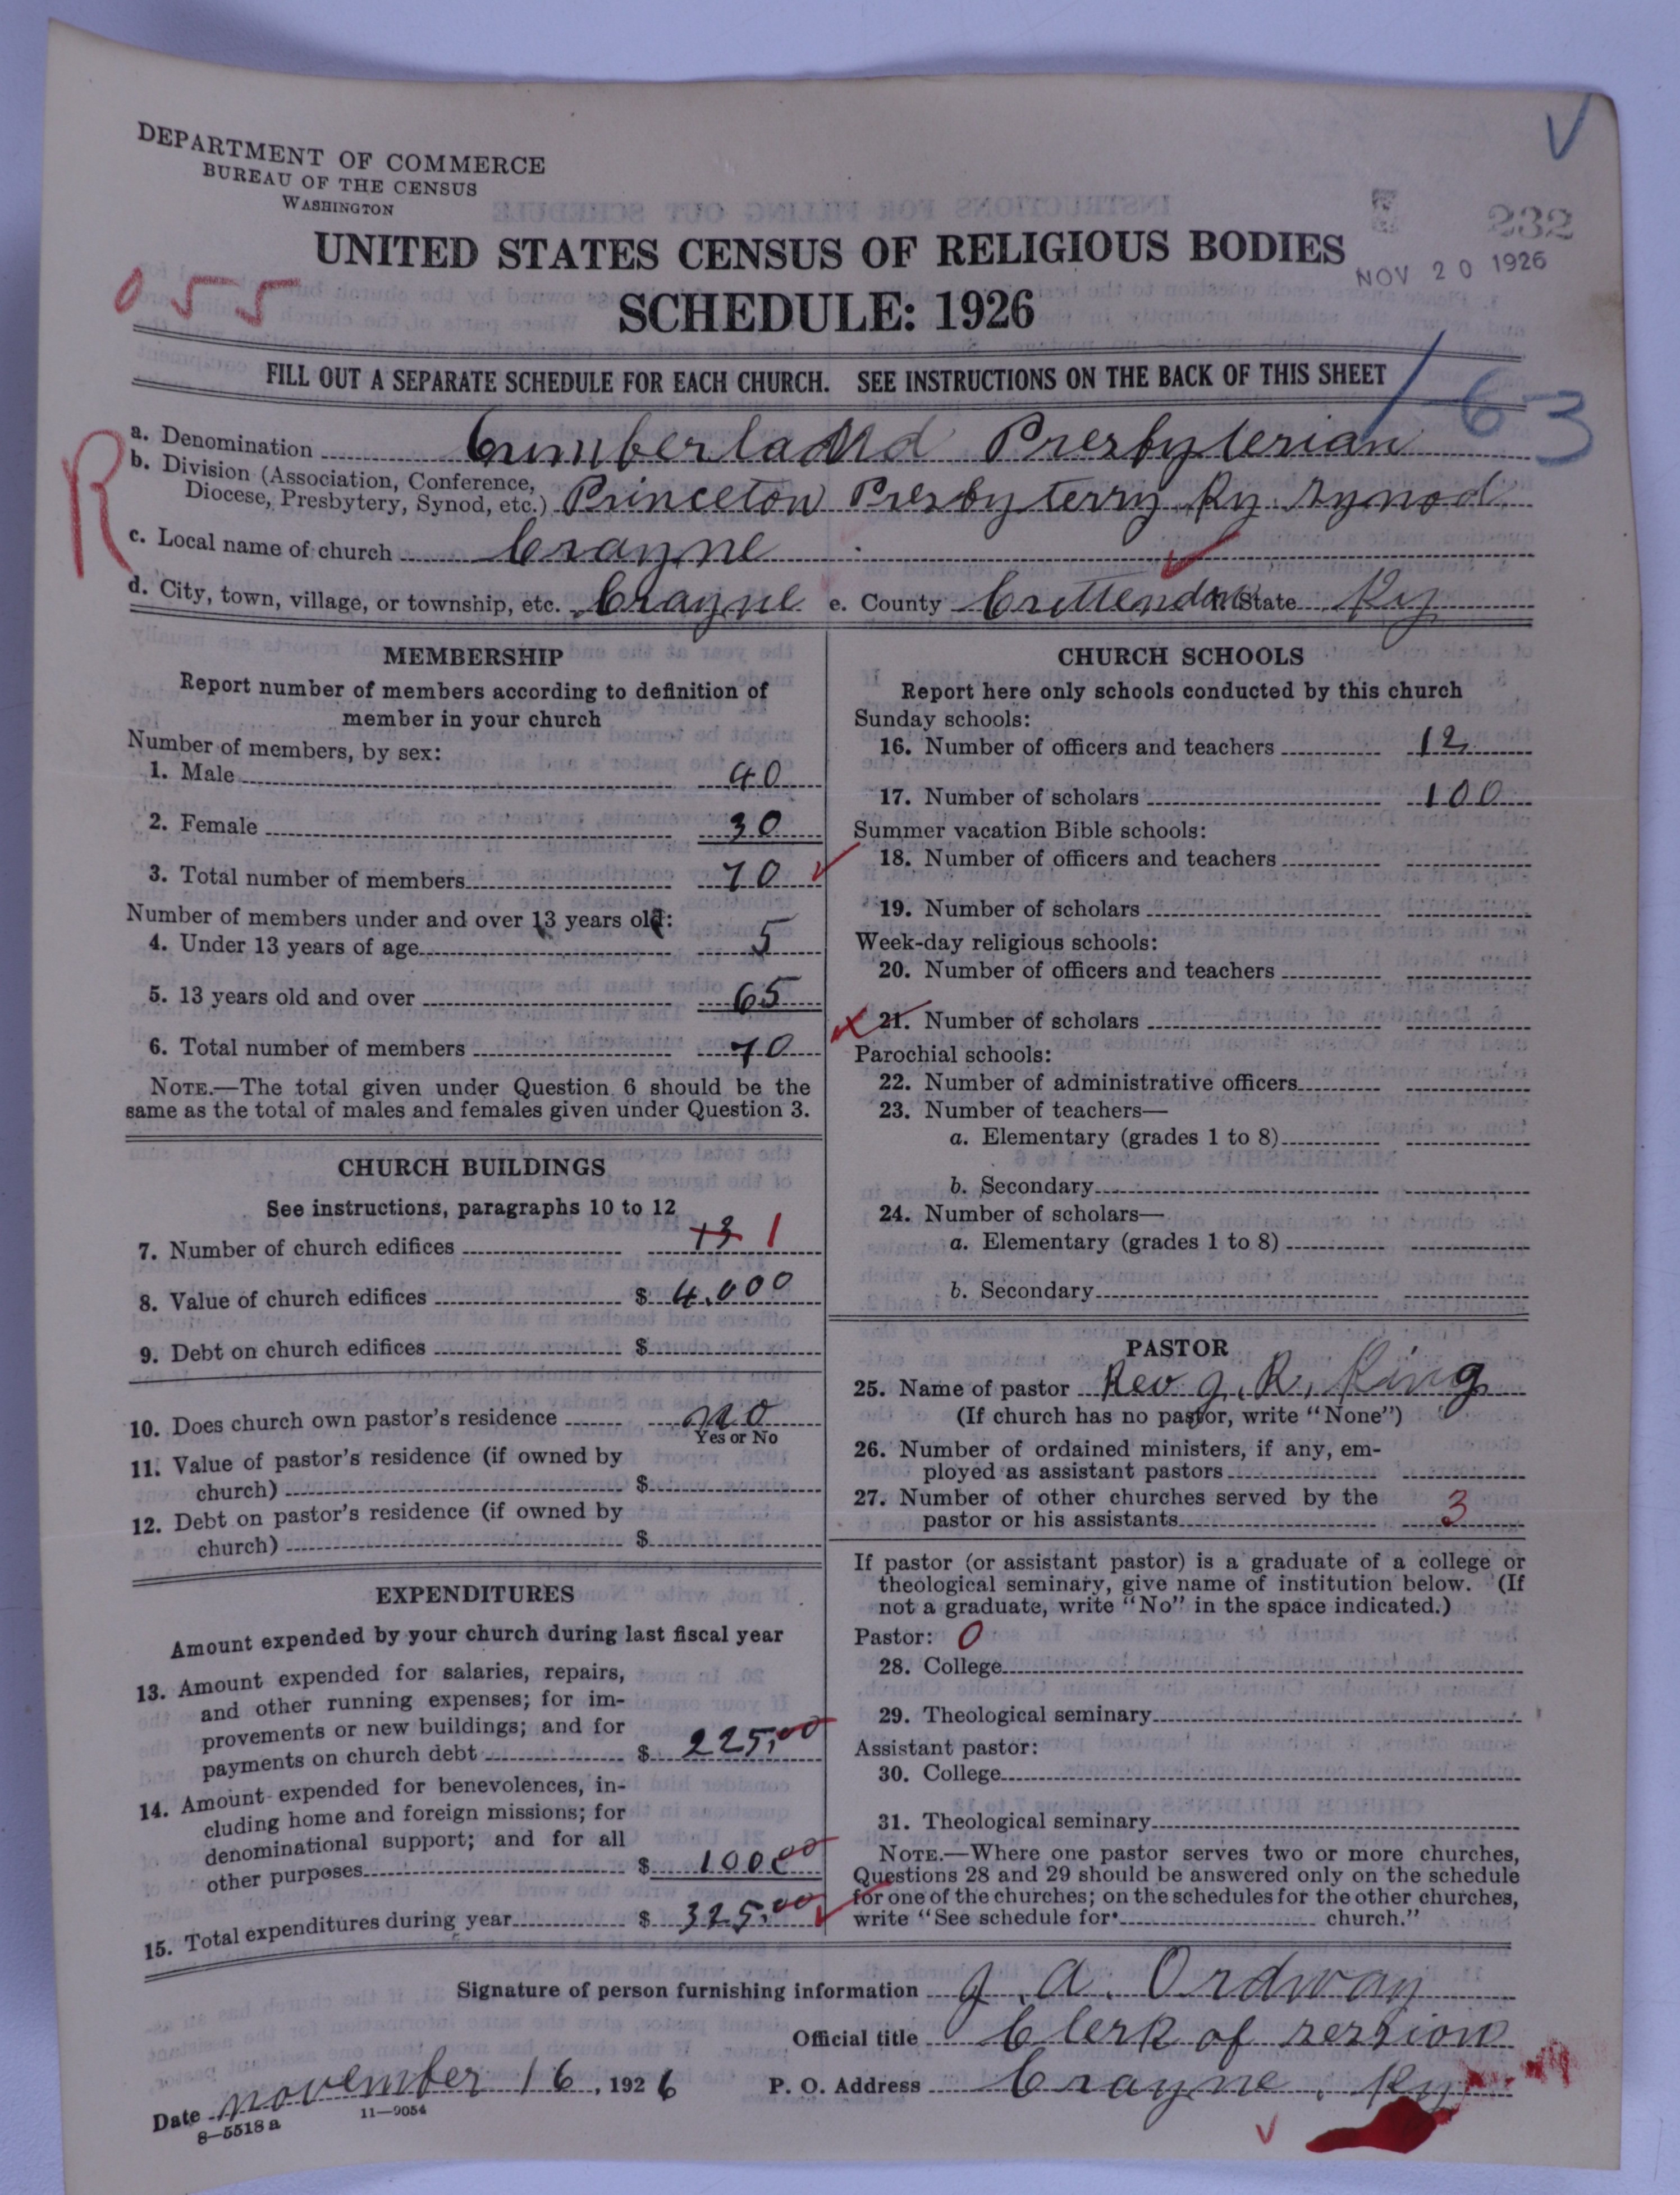 DEPARTMENT OF COMMERCE
BUREAU OF THE CENSUS
WASHINGTON
232
NOV 20 1926
UNITED STATES CENSUS OF RELIGIOUS BODIES
055
SCHEDULE: 1926
FILL OUT A SEPARATE SCHEDULE FOR EACH CHURCH. SEE INSTRUCTIONS ON THE BACK OF THIS SHEET
1-63
R
a. Denomination Cumberland Presbyterian
b. Division (Association, Conference,
Diocese, Presbytery, Synod, etc.) Princeton Presbyterry Ky Synod
c. Local name of church Crayne
d. City, town, village, or township, etc. Crayne e. County Crittenden f. State Ky
MEMBERSHIP
Report number of members according to definition of
member in your church
Number of members, by sex:
1. Male 40
2. Female 30
3. Total number of members 70
Number of members under and over 13 years old:
4. Under 13 years of age 5
5. 13 years old and over 65
6. Total number of members 70
NOTE.—The total given under Question 6 should be the
same as the total of males and females given under Question 3.
CHURCH BUILDINGS
See instructions, paragraphs 10 to 12
7. Number of church edifices 1
8. Value of church edifices $ 4,000
9. Debt on church edifices $
10. Does church own pastor's residence no
Yes or No
11. Value of pastor's residence (if owned by
church) $
12. Debt on pastor's residence (if owned by
church) $
EXPENDITURES
Amount expended by your church during last fiscal year
13. Amount expended for salaries, repairs,
and other running expenses; for im-
provements or new buildings; and for
payments on church debt $ 225.00
14. Amount expended for benevolences, in-
cluding home and foreign missions; for
denominational support; and for all
other purposes $ 100.00
15. Total expenditures during year $ 325.00
CHURCH SCHOOLS
Report here only schools conducted by this church
Sunday schools:
16. Number of officers and teachers 12
17. Number of scholars 100
Summer vacation Bible schools:
18. Number of officers and teachers
19. Number of scholars
Week-day religious schools:
20. Number of officers and teachers
21. Number of scholars
Parochial schools:
22. Number of administrative officers
23. Number of teachers—
a. Elementary (grades 1 to 8)
b. Secondary
24. Number of scholars—
a. Elementary (grades 1 to 8)
b. Secondary
PASTOR
25. Name of pastor Rev J. R. King
(If church has no pastor, write "None")
26. Number of ordained ministers, if any, em-
ployed as assistant pastors
27. Number of other churches served by the
pastor or his assistants 3
If pastor (or assistant pastor) is a graduate of a college or
theological seminary, give name of institution below. (If
not a graduate, write "No" in the space indicated.)
Pastor: 0
28. College
29. Theological seminary
Assistant pastor:
30. College
31. Theological seminary
NOTE.—Where one pastor serves two or more churches,
Questions 28 and 29 should be answered only on the schedule
for one of the churches; on the schedules for the other churches,
write "See schedule for church."
Signature of person furnishing information J. A. Ordway
Official title Clerk of session
Date November 16, 1926 P. O. Address Crayne, Ky
8—5518 a 11—9054